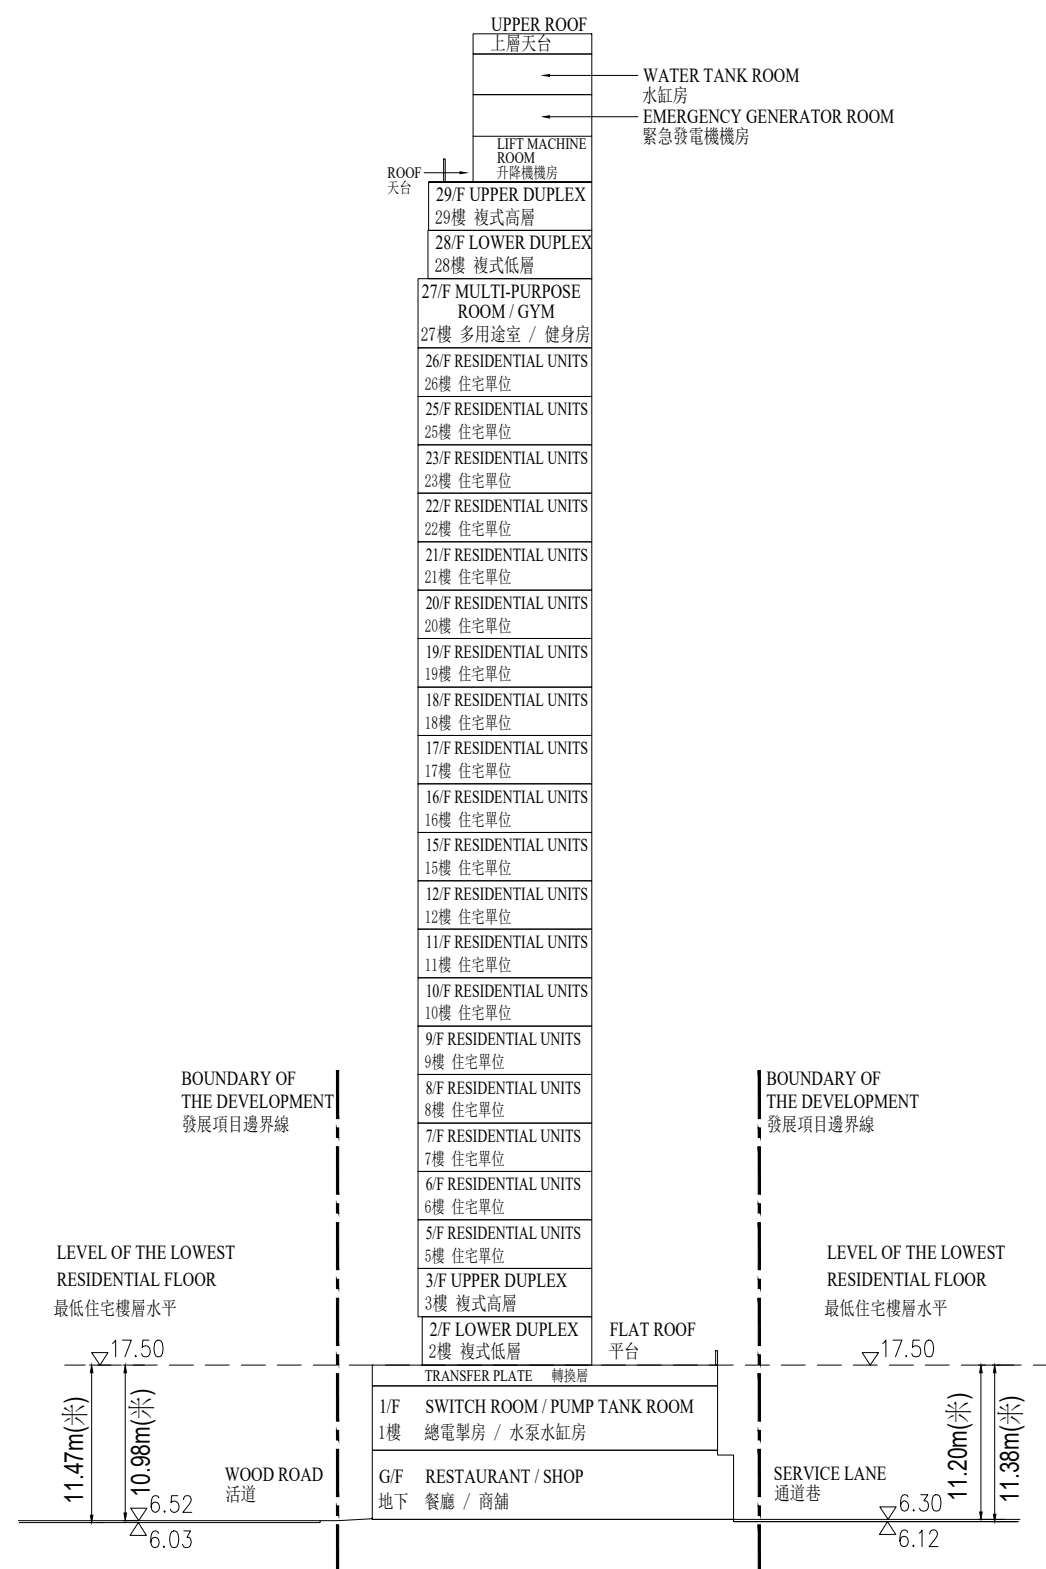 UPPER ROOF
上層天台
WATER TANK ROOM
水缸房
EMERGENCY GENERATOR ROOM
緊急發電機機房
LIFT MACHINE
ROOM
升降機機房
ROOF
天台
29/F UPPER DUPLEX
29樓 複式高層
28/F LOWER DUPLEX
28樓 複式低層
27/F MULTI-PURPOSE
ROOM / GYM
27樓 多用途室 / 健身房
26/F RESIDENTIAL UNITS
26樓 住宅單位
25/F RESIDENTIAL UNITS
25樓 住宅單位
23/F RESIDENTIAL UNITS
23樓 住宅單位
22/F RESIDENTIAL UNITS
22樓 住宅單位
21/F RESIDENTIAL UNITS
21樓 住宅單位
20/F RESIDENTIAL UNITS
20樓 住宅單位
19/F RESIDENTIAL UNITS
19樓 住宅單位
18/F RESIDENTIAL UNITS
18樓 住宅單位
17/F RESIDENTIAL UNITS
17樓 住宅單位
16/F RESIDENTIAL UNITS
16樓 住宅單位
15/F RESIDENTIAL UNITS
15樓 住宅單位
12/F RESIDENTIAL UNITS
12樓 住宅單位
11/F RESIDENTIAL UNITS
11樓 住宅單位
10/F RESIDENTIAL UNITS
10樓 住宅單位
9/F RESIDENTIAL UNITS
9樓 住宅單位
8/F RESIDENTIAL UNITS
8樓 住宅單位
7/F RESIDENTIAL UNITS
7樓 住宅單位
6/F RESIDENTIAL UNITS
6樓 住宅單位
5/F RESIDENTIAL UNITS
5樓 住宅單位
3/F UPPER DUPLEX
3樓 複式高層
2/F LOWER DUPLEX
2樓 複式低層
FLAT ROOF
平台
TRANSFER PLATE 轉換層
1/F SWITCH ROOM / PUMP TANK ROOM
1樓 總電掣房 / 水泵水缸房
G/F RESTAURANT / SHOP
地下 餐廳 / 商舖
BOUNDARY OF
THE DEVELOPMENT
發展項目邊界線
LEVEL OF THE LOWEST
RESIDENTIAL FLOOR
最低住宅樓層水平
17.50
11.47m(米)
10.98m(米)
WOOD ROAD
活道
6.52
6.03
BOUNDARY OF
THE DEVELOPMENT
發展項目邊界線
LEVEL OF THE LOWEST
RESIDENTIAL FLOOR
最低住宅樓層水平
17.50
11.20m(米)
11.38m(米)
SERVICE LANE
通道巷
6.30
6.12